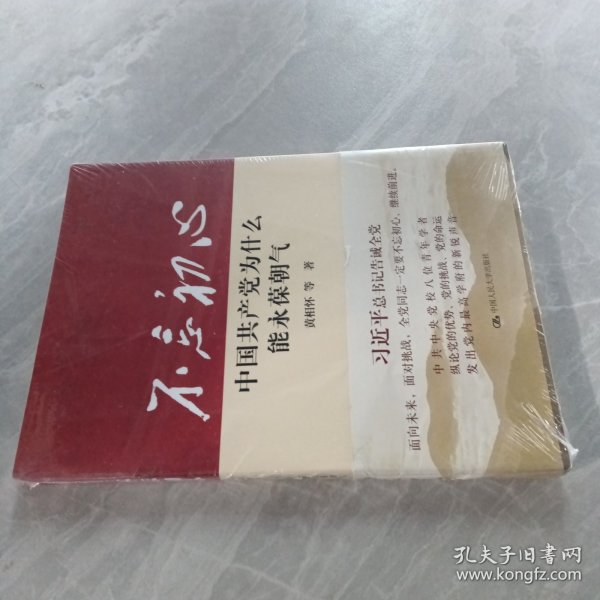 不忘初心
中国共产党为什么
能永葆朝气
黄相怀 等 著
习近平总书记告诫全党
面向未来，面对挑战，全党同志一定要不忘初心、继续前进。
中共中央党校八位青年学者
纵论党的优势、党的挑战、党的命运
发出党内最高学府的新锐声音
中国人民大学出版社
孔夫子旧书网
www.kongfz.com